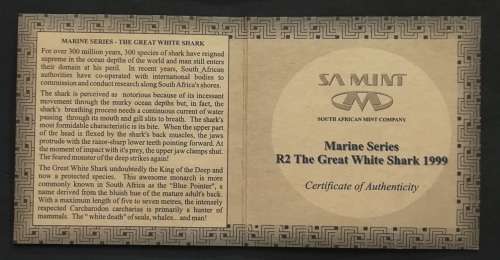 MARINE SERIES - THE GREAT WHITE SHARK
For over 300 million years, 300 species of shark have reigned
supreme in the ocean depths of the world and man still enters
their domain at his peril. In recent years, South African
authorities have co-operated with international bodies to
commission and conduct research along South Africa's shores.
The shark is perceived as notorious because of its incessant
movement through the murky ocean depths but, in fact, the
shark's breathing process needs a continuous current of water
passing through its mouth and gill slits to breath. The shark's
most formidable characteristic is its bite. When the upper part
of the head is flexed by the shark's back muscles, the jaws
protrude with the razor-sharp lower teeth pointing forward. At
the moment of impact with it's prey, the upper jaw clamps shut.
The feared monster of the deep strikes again!
The Great White Shark undoubtedly the King of the Deep and
now a protected species. This awesome monarch is more
commonly known in South Africa as the "Blue Pointer", a
name derived from the bluish hue of the mature adult's back.
With a maximum length of five to seven metres, the intensely
respected Carcharodon carcharias is primarily a hunter of
mammals. The "white death" of seals, whales... and man!
SA MINT
SOUTH AFRICAN MINT COMPANY
Marine Series
R2 The Great White Shark 1999
Certificate of Authenticity